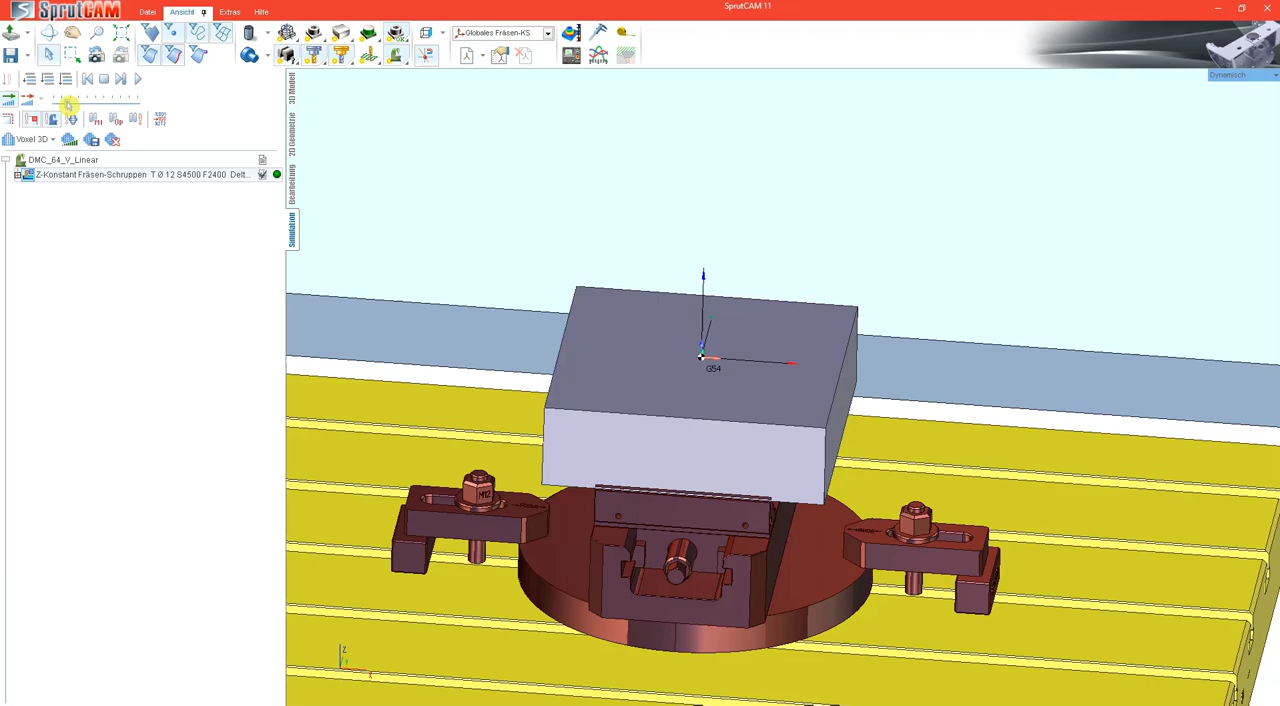 SprutCAM 11
SprutCAM
Datei
Ansicht
Extras
Hilfe
Globales Fräsen-KS
Dynamisch
3D Modell
2D Geometrie
Bearbeitung
Simulation
Voxel 3D
DMC_64_V_Linear
Z-Konstant Fräsen-Schruppen T Ø 12 S4500 F2400 Delt...
G54
M12
Z
Y
X